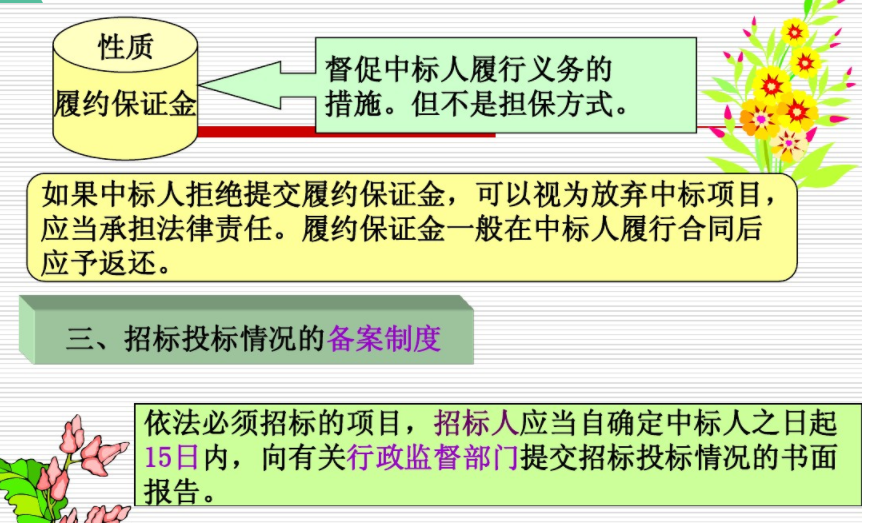 性质
履约保证金
督促中标人履行义务的
措施。但不是担保方式。
如果中标人拒绝提交履约保证金，可以视为放弃中标项目，
应当承担法律责任。履约保证金一般在中标人履行合同后
应予返还。
三、招标投标情况的备案制度
依法必须招标的项目，招标人应当自确定中标人之日起
15日内，向有关行政监督部门提交招标投标情况的书面
报告。